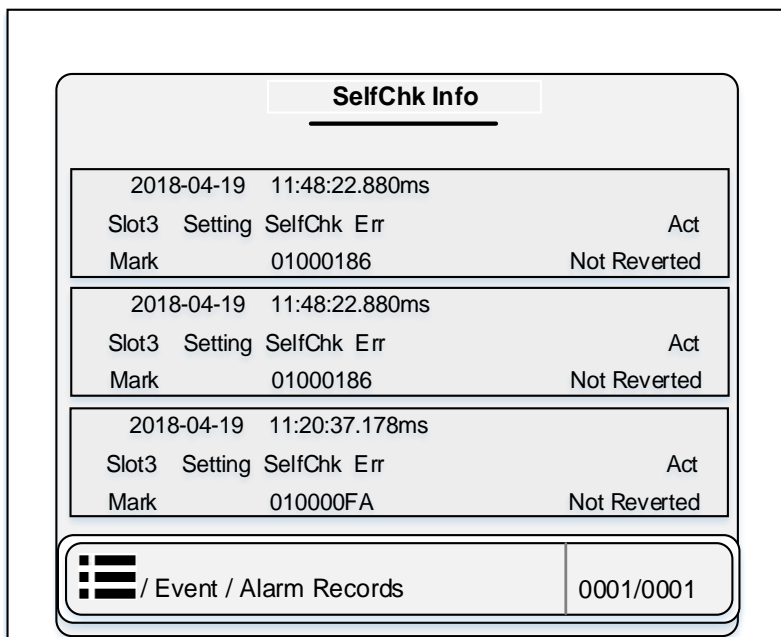 SelfChk Info
2018-04-19 11:48:22.880ms
Slot3 Setting SelfChk Err Act
Mark 01000186 Not Reverted
2018-04-19 11:48:22.880ms
Slot3 Setting SelfChk Err Act
Mark 01000186 Not Reverted
2018-04-19 11:20:37.178ms
Slot3 Setting SelfChk Err Act
Mark 010000FA Not Reverted
/ Event / Alarm Records 0001/0001